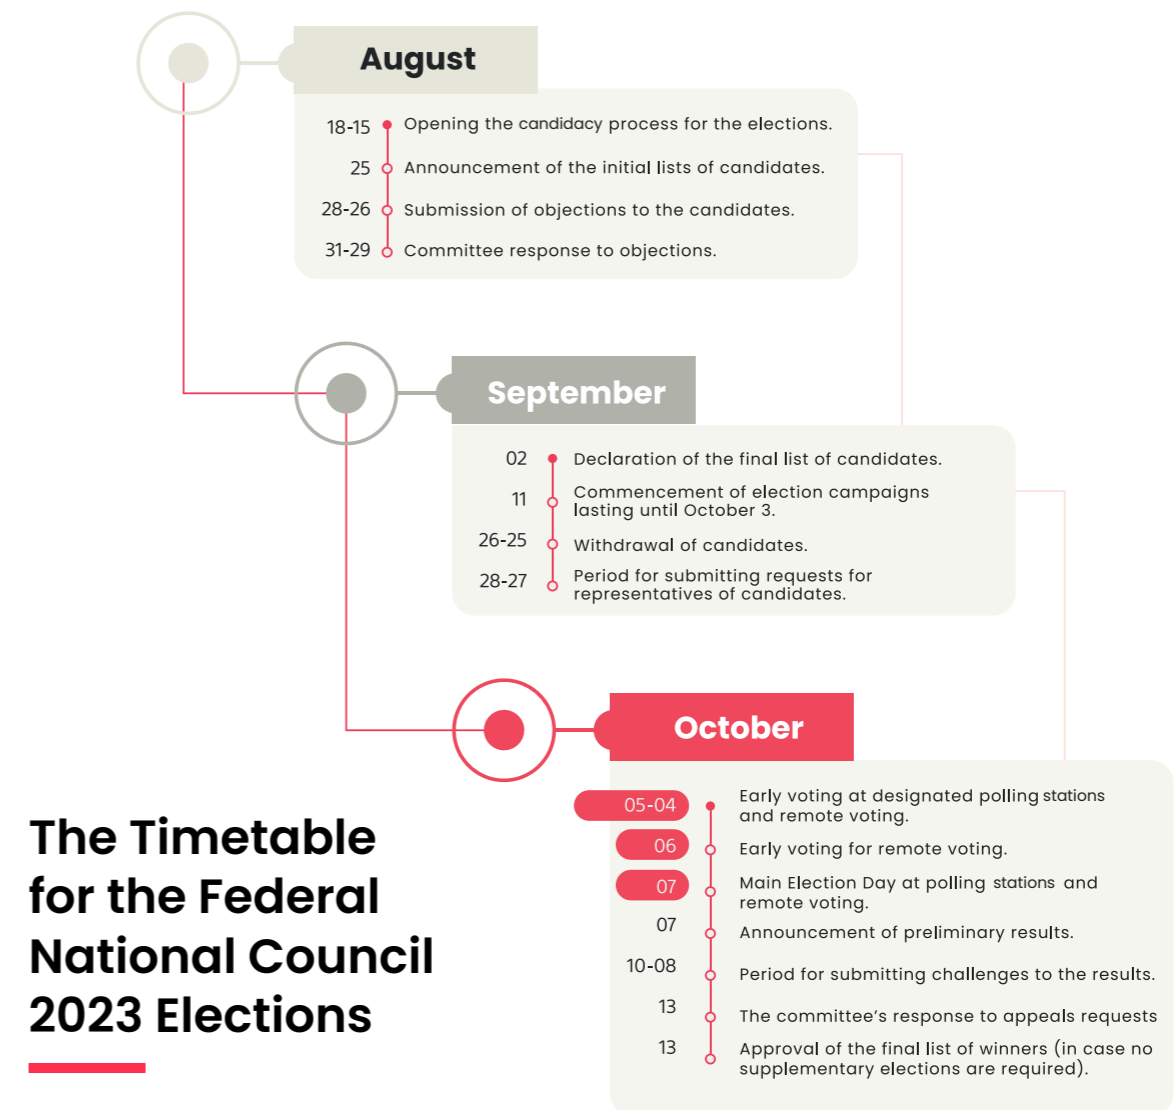 August
18-15 Opening the candidacy process for the elections.
25 Announcement of the initial lists of candidates.
28-26 Submission of objections to the candidates.
31-29 Committee response to objections.
September
02 Declaration of the final list of candidates.
11 Commencement of election campaigns
lasting until October 3.
26-25 Withdrawal of candidates.
28-27 Period for submitting requests for
representatives of candidates.
October
05-04 Early voting at designated polling stations
and remote voting.
06 Early voting for remote voting.
07 Main Election Day at polling stations and
remote voting.
07 Announcement of preliminary results.
10-08 Period for submitting challenges to the results.
13 The committee’s response to appeals requests
13 Approval of the final list of winners (in case no
supplementary elections are required).
The Timetable
for the Federal
National Council
2023 Elections